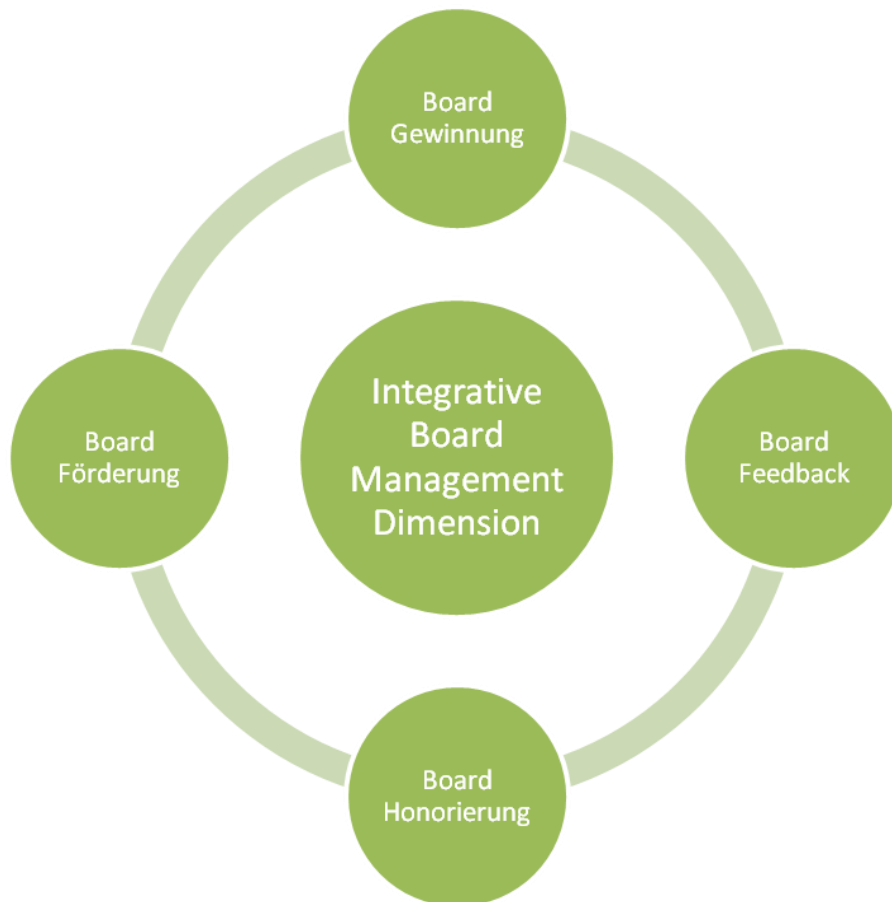 Board
Gewinnung
Board
Förderung
Integrative
Board
Management
Dimension
Board
Feedback
Board
Honorierung